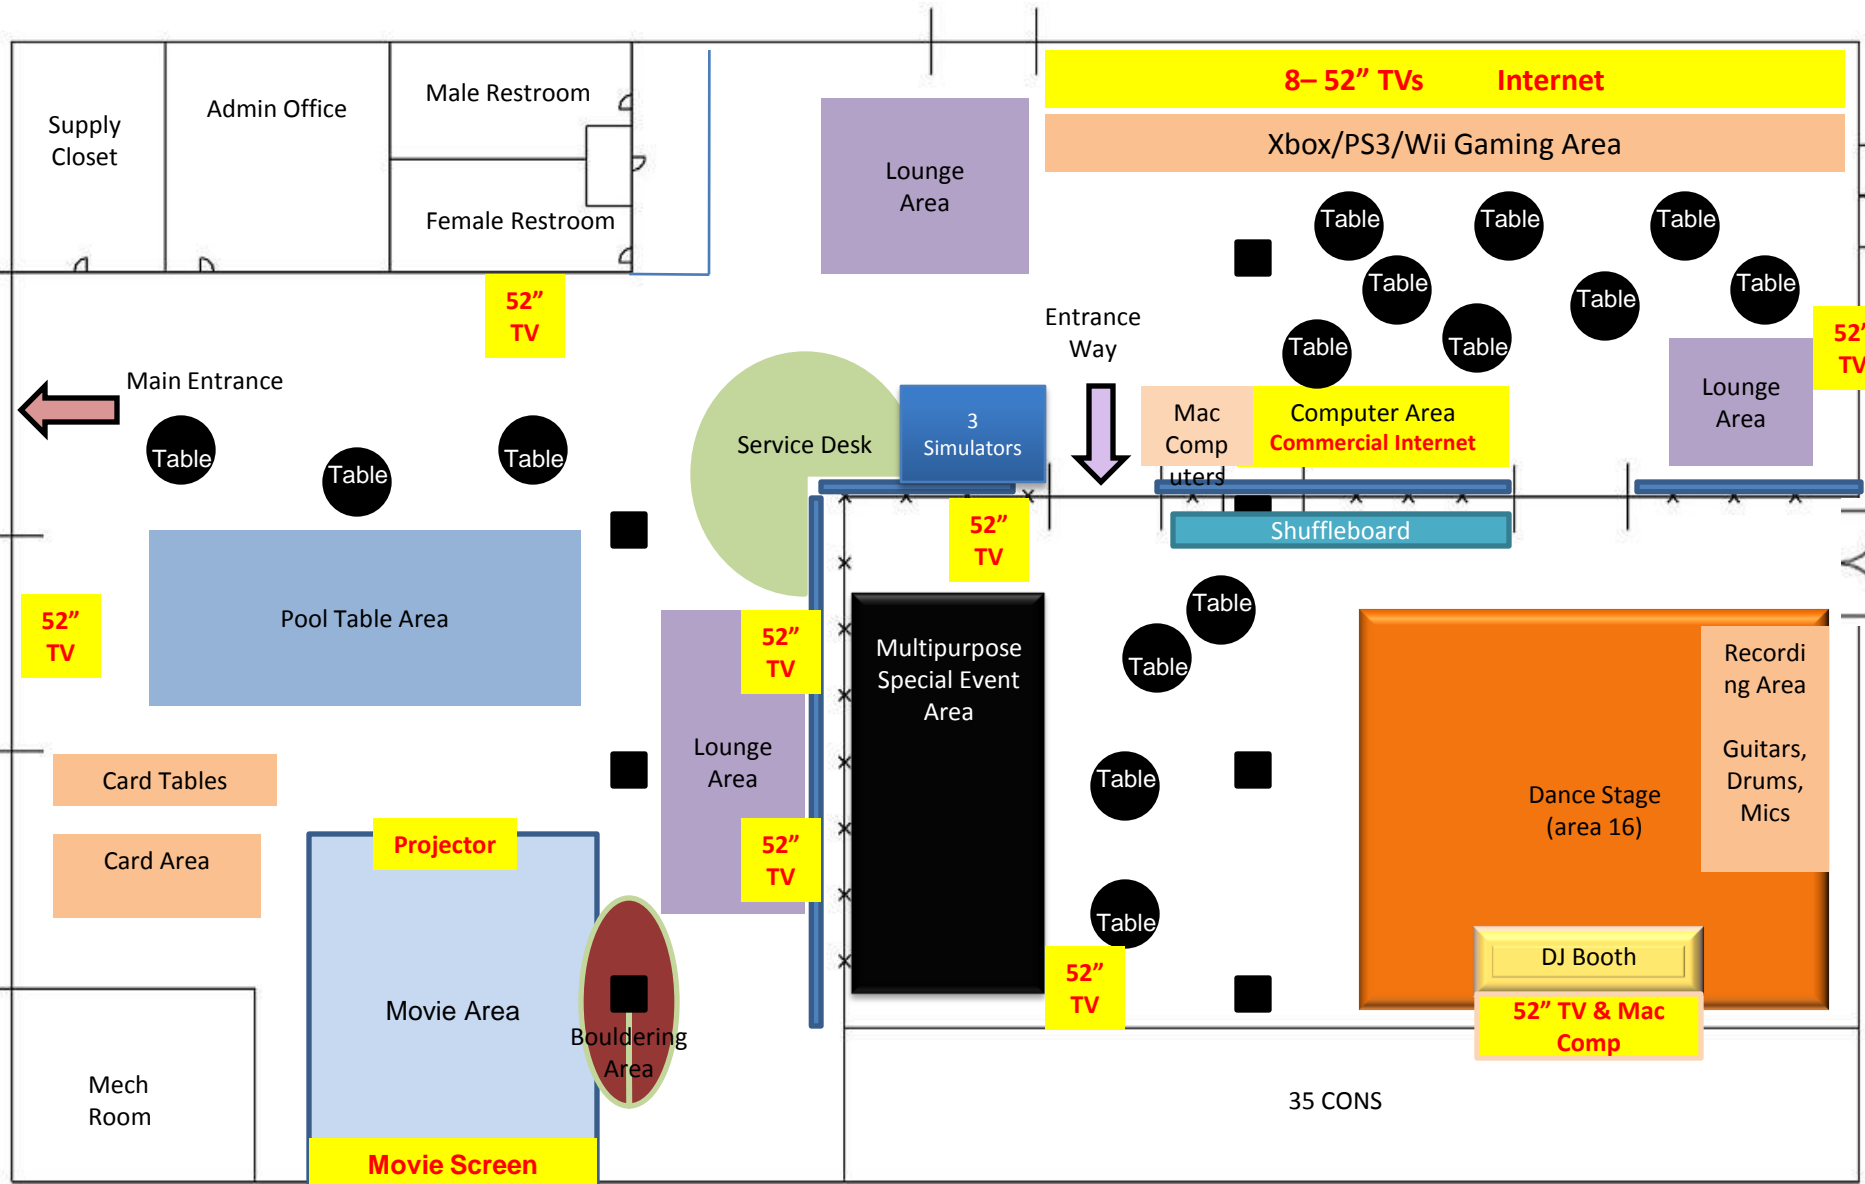 8– 52” TVs Internet
Xbox/PS3/Wii Gaming Area
Supply
Closet
Admin Office
Male Restroom
Female Restroom
Lounge
Area
Table
Table
Table
Table
Table
Table
Table
Table
Table
52”
TV
52”
TV
Lounge
Area
Entrance
Way
Main Entrance
Table
Table
Table
Service Desk
3
Simulators
Mac
Comp
uters
Computer Area
Commercial Internet
Shuffleboard
52”
TV
Pool Table Area
52”
TV
52”
TV
Lounge
Area
52”
TV
Multipurpose
Special Event
Area
Table
Table
Table
Table
52”
TV
Recordi
ng Area
Guitars,
Drums,
Mics
Dance Stage
(area 16)
DJ Booth
52” TV & Mac
Comp
Card Tables
Card Area
Projector
Movie Area
Bouldering
Area
Mech
Room
Movie Screen
35 CONS